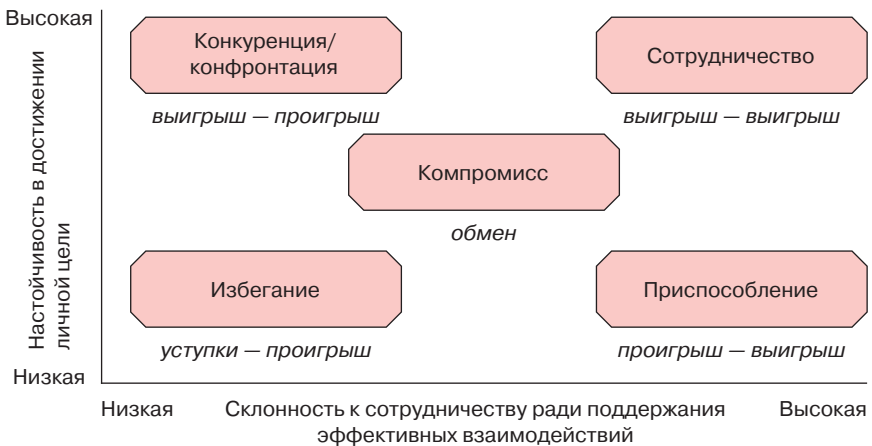 Высокая
Настойчивость в достижении
личной цели
Конкуренция/
конфронтация
выигрыш — проигрыш
Сотрудничество
выигрыш — выигрыш
Компромисс
обмен
Избегание
уступки — проигрыш
Приспособление
проигрыш — выигрыш
Низкая
Низкая
Склонность к сотрудничеству ради поддержания
эффективных взаимодействий
Высокая